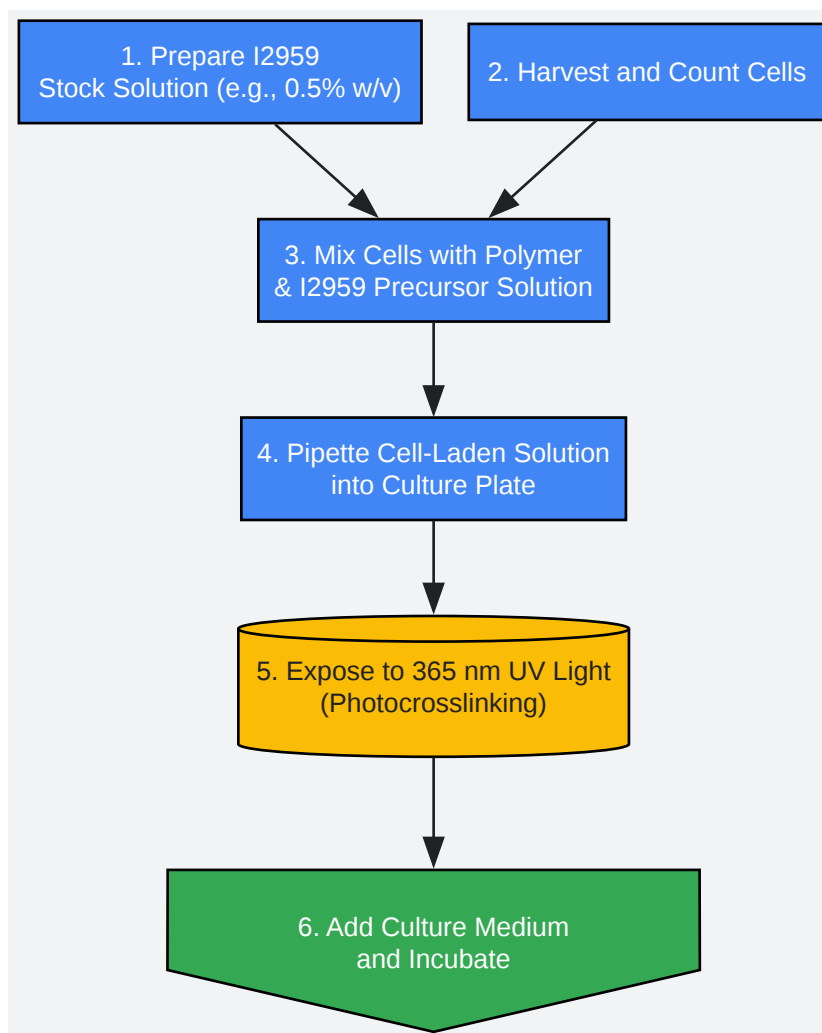 1. Prepare I2959
Stock Solution (e.g., 0.5% w/v)
2. Harvest and Count Cells
3. Mix Cells with Polymer
& I2959 Precursor Solution
4. Pipette Cell-Laden Solution
into Culture Plate
5. Expose to 365 nm UV Light
(Photocrosslinking)
6. Add Culture Medium
and Incubate